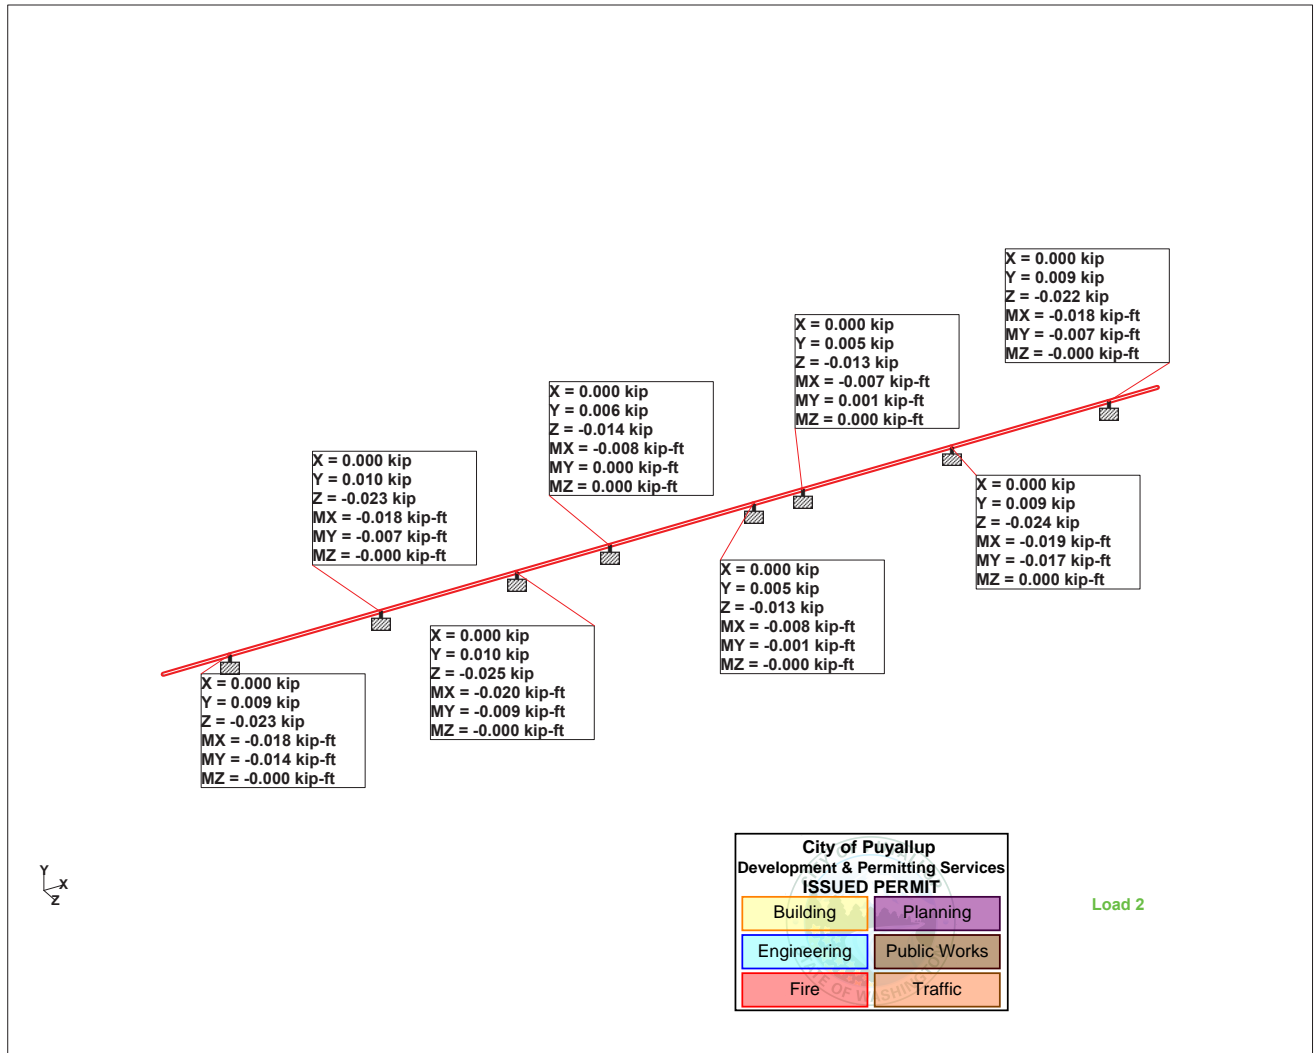 X = 0.000 kip
Y = 0.009 kip
Z = -0.022 kip
MX = -0.018 kip-ft
MY = -0.007 kip-ft
MZ = -0.000 kip-ft
X = 0.000 kip
Y = 0.005 kip
Z = -0.013 kip
MX = -0.007 kip-ft
MY = 0.001 kip-ft
MZ = 0.000 kip-ft
X = 0.000 kip
Y = 0.006 kip
Z = -0.014 kip
MX = -0.008 kip-ft
MY = 0.000 kip-ft
MZ = 0.000 kip-ft
X = 0.000 kip
Y = 0.010 kip
Z = -0.023 kip
MX = -0.018 kip-ft
MY = -0.007 kip-ft
MZ = -0.000 kip-ft
X = 0.000 kip
Y = 0.009 kip
Z = -0.024 kip
MX = -0.019 kip-ft
MY = -0.017 kip-ft
MZ = 0.000 kip-ft
X = 0.000 kip
Y = 0.005 kip
Z = -0.013 kip
MX = -0.008 kip-ft
MY = -0.001 kip-ft
MZ = -0.000 kip-ft
X = 0.000 kip
Y = 0.010 kip
Z = -0.025 kip
MX = -0.020 kip-ft
MY = -0.009 kip-ft
MZ = -0.000 kip-ft
X = 0.000 kip
Y = 0.009 kip
Z = -0.023 kip
MX = -0.018 kip-ft
MY = -0.014 kip-ft
MZ = -0.000 kip-ft
Y
X
Z
City of Puyallup
Development & Permitting Services
ISSUED PERMIT
Building
Planning
Engineering
Public Works
Fire
Traffic
Load 2